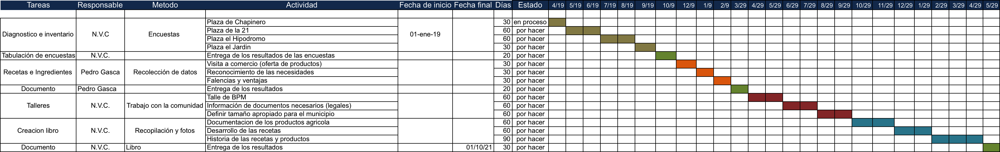 Tareas Responsable Metodo Actividad Fecha de inicio Fecha final Días Estado 4/19 5/19 6/19 7/19 8/19 9/19 10/9 12/9 1/9 2/9 3/29 4/29 5/29 6/29 7/29 8/29 9/29 10/29 11/29 12/29 1/29 2/29 3/29 4/29 5/29
Plaza de Chapinero 30 en proceso
Plaza de la 21 60 por hacer
Diagnostico e inventario N.V.C Encuestas 01-ene-19
Plaza el Hipodromo 60 por hacer
Plaza el Jardin 30 por hacer
Tabulación de encuestas N.V.C. Entrega de los resultados de las encuestas 20 por hacer
Visita a comercio (oferta de productos) 30 por hacer
Recetas e Ingredientes Pedro Gasca Recolección de datos Reconocimiento de las necesidades 30 por hacer
Falencias y ventajas 30 por hacer
Documento Pedro Gasca Entrega de los resultados 20 por hacer
Talle de BPM 60 por hacer
Talleres N.V.C. Trabajo con la comunidad Información de documentos necesarios (legales) 60 por hacer
Definir tamaño apropiado para el municipio 60 por hacer
Documentacion de los productos agricola 60 por hacer
Creacion libro N.V.C. Recopilación y fotos Desarrollo de las recetas 60 por hacer
Historia de las recetas y productos 90 por hacer
Documento N.V.C. Libro Entrega de los resultados 01/10/21 30 por hacer